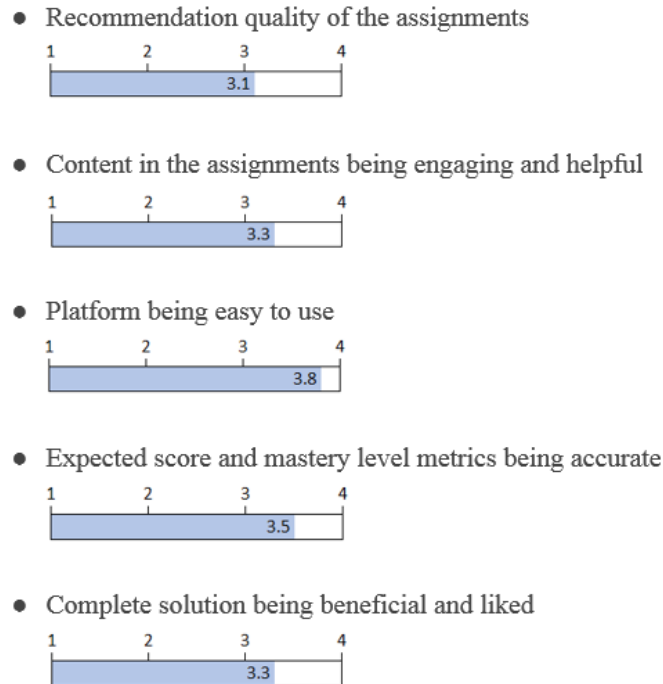 ● Recommendation quality of the assignments
1 2 3 4
3.1
● Content in the assignments being engaging and helpful
1 2 3 4
3.3
● Platform being easy to use
1 2 3 4
3.8
● Expected score and mastery level metrics being accurate
1 2 3 4
3.5
● Complete solution being beneficial and liked
1 2 3 4
3.3